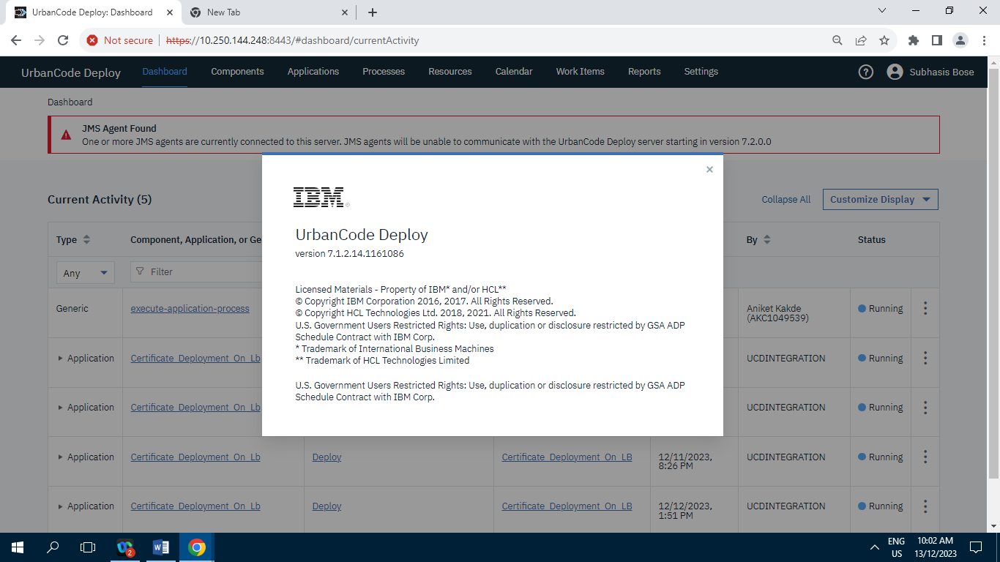 UrbanCode Deploy: Dashboard
New Tab
Not secure
https://10.250.144.248:8443/#dashboard/currentActivity
UrbanCode Deploy Dashboard Components Applications Processes Resources Calendar Work Items Reports Settings Subhasis Bose
Dashboard
JMS Agent Found
One or more JMS agents are currently connected to this server. JMS agents will be unable to communicate with the UrbanCode Deploy server starting in version 7.2.0.0
Current Activity (5)
Collapse All
Customize Display
Type Component, Application, or Ge By Status
Any Filter
Generic execute-application-process Aniket Kakde
(AKC1049539)
Running
Application Certificate_Deployment_On_Lb UCDINTEGRATION Running
Application Certificate_Deployment_On_Lb UCDINTEGRATION Running
Application Certificate_Deployment_On_Lb Deploy Certificate_Deployment_On_LB 12/11/2023,
8:26 PM
UCDINTEGRATION Running
Application Certificate_Deployment_On_Lb Deploy Certificate_Deployment_On_LB 12/12/2023,
1:51 PM
UCDINTEGRATION Running
IBM®
UrbanCode Deploy
version 7.1.2.14.1161086
Licensed Materials - Property of IBM* and/or HCL**
© Copyright IBM Corporation 2016, 2017. All Rights Reserved.
© Copyright HCL Technologies Ltd. 2018, 2021. All Rights Reserved.
U.S. Government Users Restricted Rights: Use, duplication or disclosure restricted by GSA ADP
Schedule Contract with IBM Corp.
* Trademark of International Business Machines
** Trademark of HCL Technologies Limited
U.S. Government Users Restricted Rights: Use, duplication or disclosure restricted by GSA ADP
Schedule Contract with IBM Corp.
2
ENG
US
10:02 AM
13/12/2023